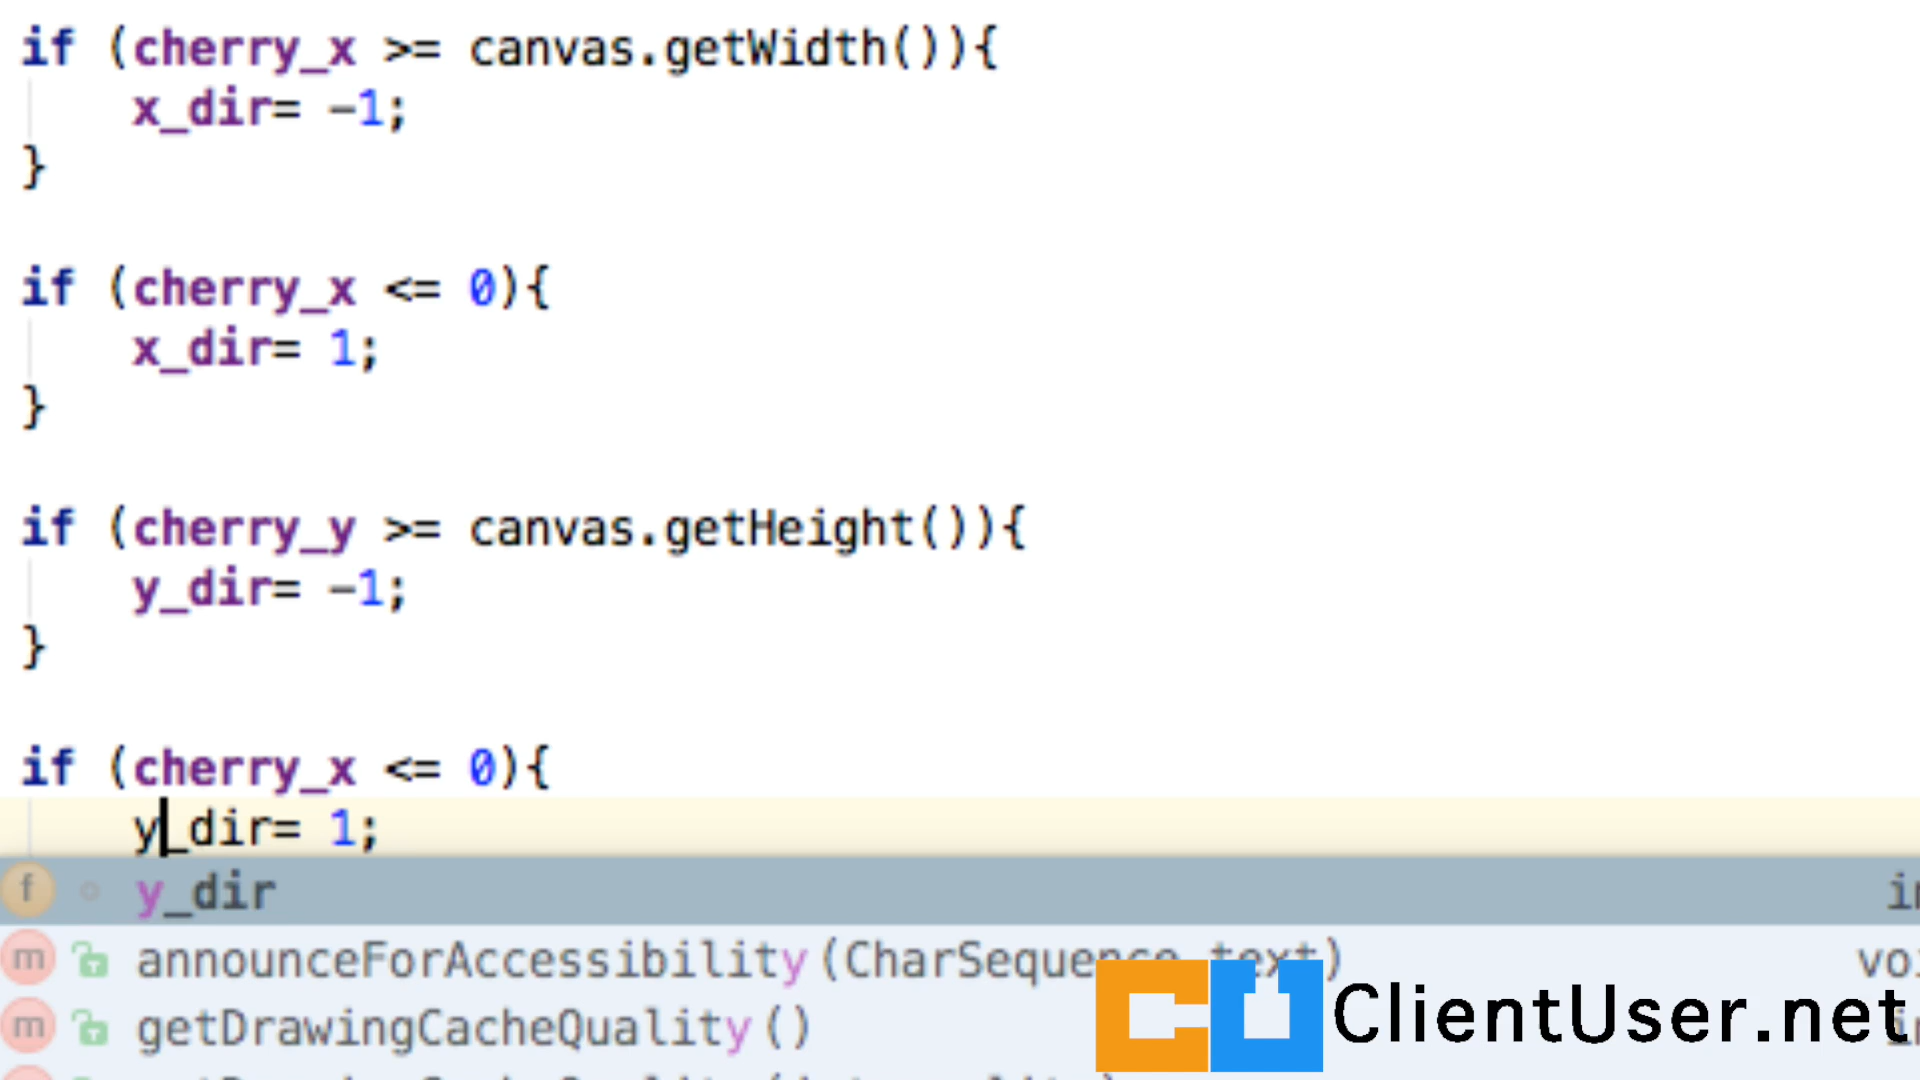 if (cherry_x >= canvas.getWidth()){
x_dir= -1;
}
if (cherry_x <= 0){
x_dir= 1;
}
if (cherry_y >= canvas.getHeight()){
y_dir= -1;
}
if (cherry_x <= 0){
y_dir= 1;
f y_dir
m announceForAccessibility(CharSequence text)
m getDrawingCacheQuality()
ClientUser.net